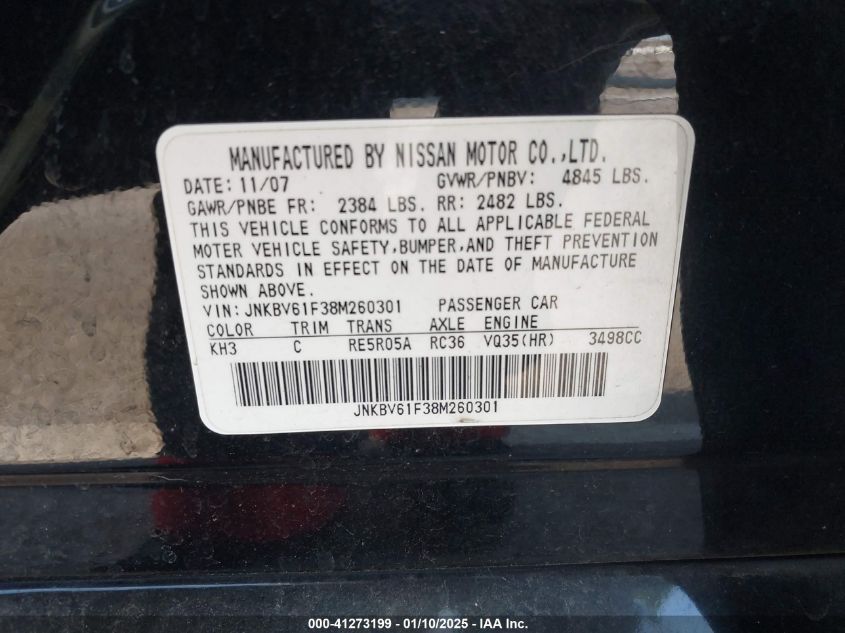 MANUFACTURED BY NISSAN MOTOR CO.,LTD.
DATE: 11/07 GVWR/PNBV: 4845 LBS.
GAWR/PNBE FR: 2384 LBS. RR: 2482 LBS.
THIS VEHICLE CONFORMS TO ALL APPLICABLE FEDERAL
MOTER VEHICLE SAFETY,BUMPER,AND THEFT PREVENTION
STANDARDS IN EFFECT ON THE DATE OF MANUFACTURE
SHOWN ABOVE.
VIN: JNKBV61F38M260301 PASSENGER CAR
COLOR TRIM TRANS AXLE ENGINE
KH3 C RE5R05A RC36 VQ35(HR) 3498CC
JNKBV61F38M260301
000-41273199 - 01/10/2025 - IAA Inc.